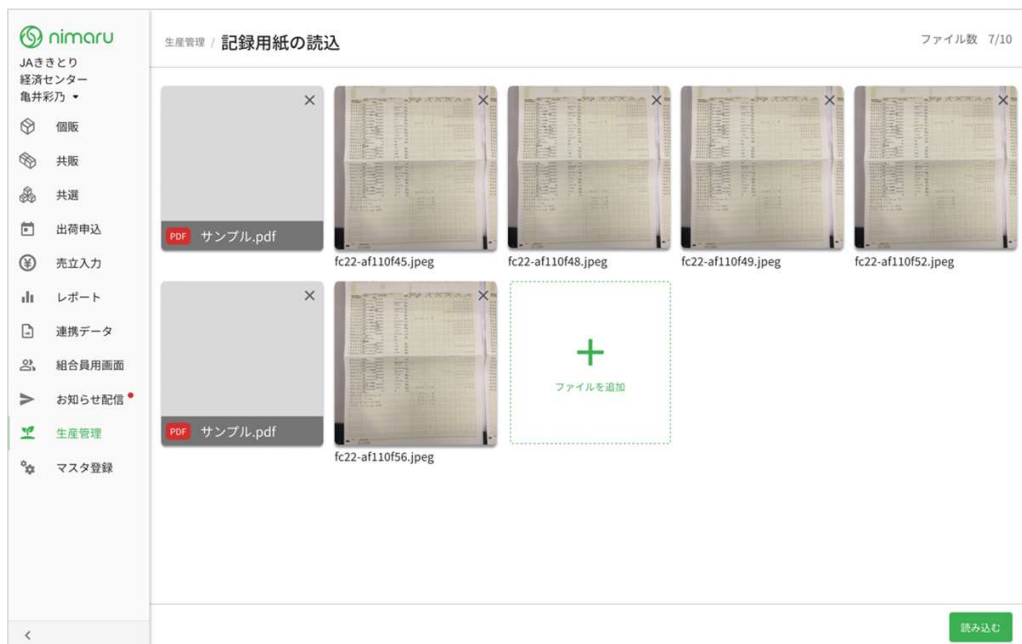 nimaru
JAききとり
経済センター
亀井彩乃
個販
共販
共選
出荷申込
売立入力
レポート
連携データ
組合員用画面
お知らせ配信
生産管理
マスタ登録
生産管理 / 記録用紙の読込
ファイル数 7/10
PDF サンプル.pdf
fc22-af110f45.jpeg
fc22-af110f48.jpeg
fc22-af110f49.jpeg
fc22-af110f52.jpeg
PDF サンプル.pdf
fc22-af110f56.jpeg
ファイルを追加
読み込む